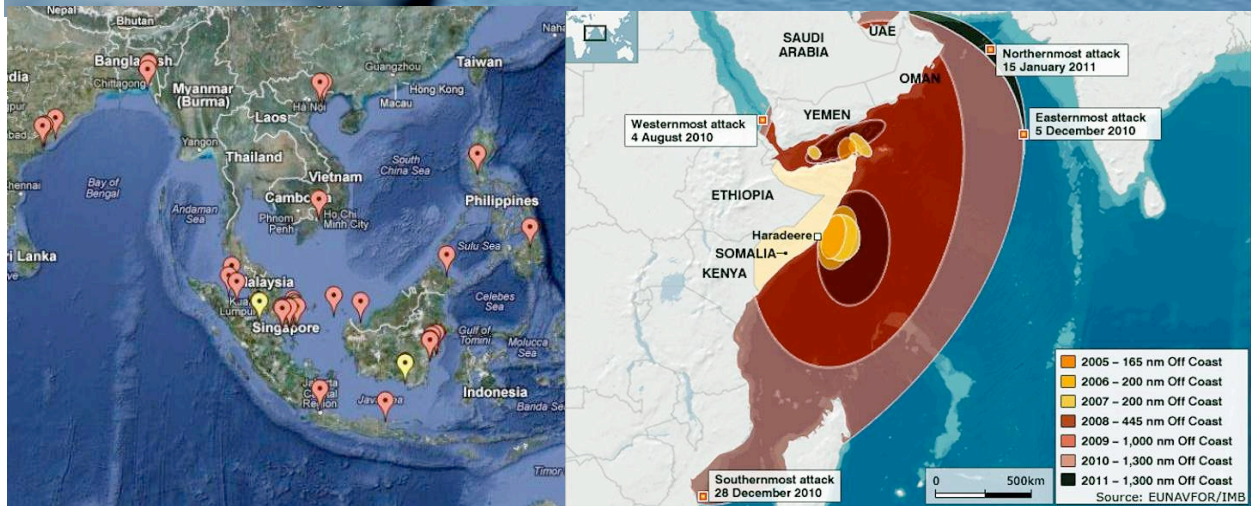 Nepal
Bhutan
Bangladesh
Chittagong
Myanmar
(Burma)
Yangon
Bay of
Bengal
Andaman
Sea
Chennai
ri Lanka
Laos
Thailand
Ha Noi
Guangzhou
Macau
Hong Kong
Taiwan
South
China Sea
Vietnam
Cambodia
Phnom
Penh
Ho Chi
Minh City
Philippines
Sulu Sea
Malaysia
Kuala
Lumpur
Singapore
Celebes
Sea
Gulf of
Tomini
Molucca
Sea
Region
Java Sea
Indonesia
Banda Sea
Timor
SAUDI
ARABIA
UAE
OMAN
YEMEN
ETHIOPIA
Haradeere
SOMALIA
KENYA
Northernmost attack
15 January 2011
Easternmost attack
5 December 2010
Westernmost attack
4 August 2010
Southernmost attack
28 December 2010
2005 – 165 nm Off Coast
2006 – 200 nm Off Coast
2007 – 200 nm Off Coast
2008 – 445 nm Off Coast
2009 – 1,000 nm Off Coast
2010 – 1,300 nm Off Coast
2011 – 1,300 nm Off Coast
0 500km
Source: EUNAVFOR/IMB